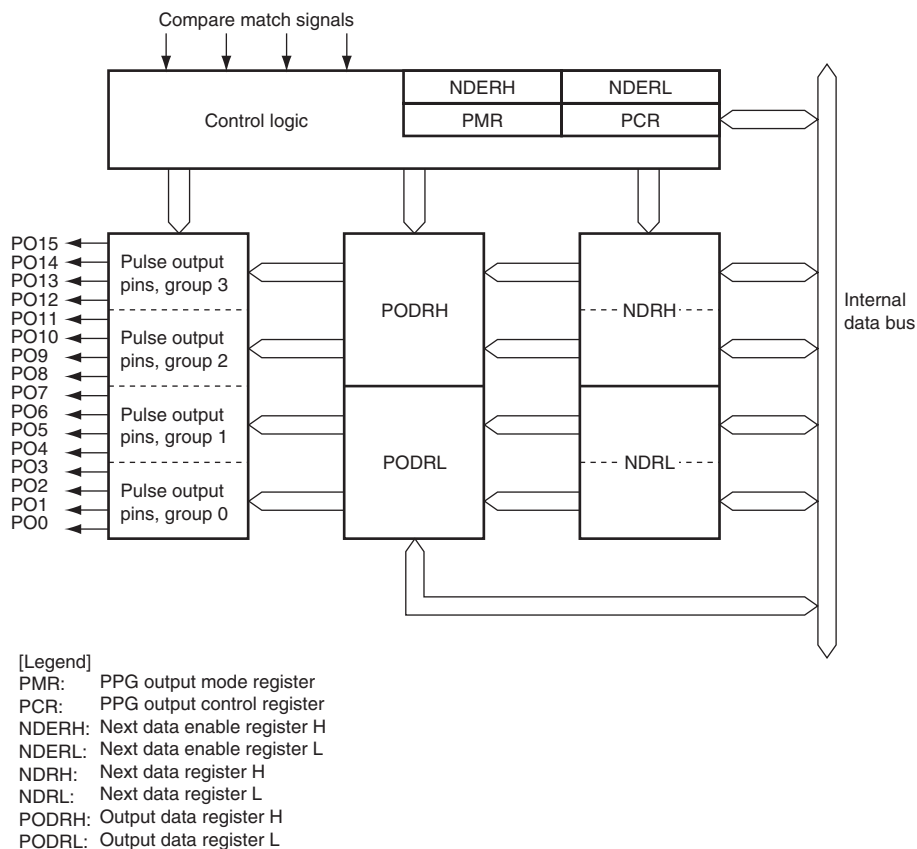 Compare match signals
NDERH
NDERL
Control logic
PMR
PCR
PO15
PO14
PO13
PO12
PO11
PO10
PO9
PO8
PO7
PO6
PO5
PO4
PO3
PO2
PO1
PO0
Pulse output
pins, group 3
Pulse output
pins, group 2
Pulse output
pins, group 1
Pulse output
pins, group 0
PODRH
PODRL
NDRH
NDRL
Internal
data bus
[Legend]
PMR: PPG output mode register
PCR: PPG output control register
NDERH: Next data enable register H
NDERL: Next data enable register L
NDRH: Next data register H
NDRL: Next data register L
PODRH: Output data register H
PODRL: Output data register L